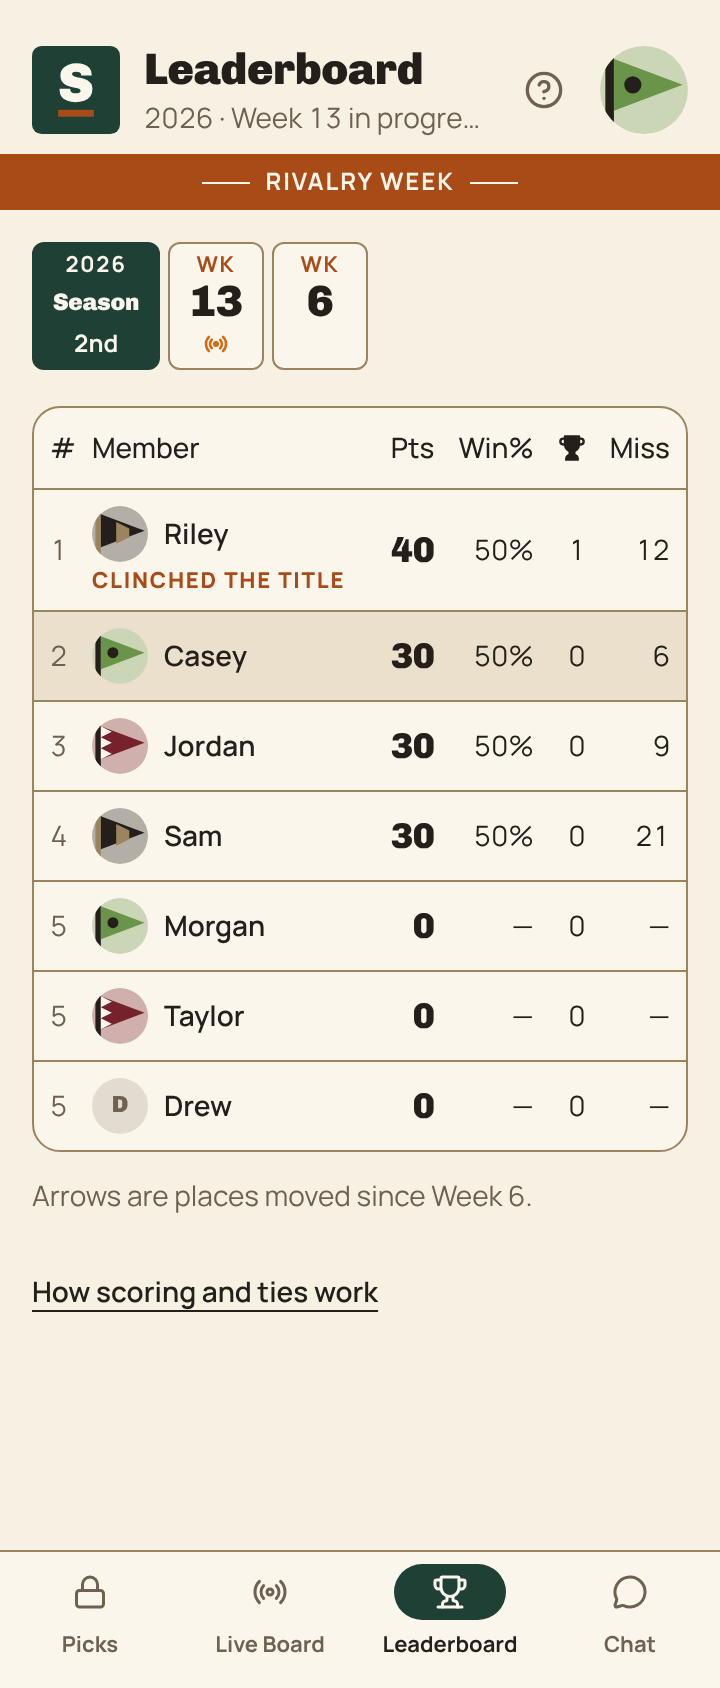 S
Leaderboard
2026 · Week 13 in progre...
RIVALRY WEEK
2026
Season
2nd
WK
13
WK
6
# Member Pts Win% Miss
1 Riley 40 50% 1 12
CLINCHED THE TITLE
2 Casey 30 50% 0 6
3 Jordan 30 50% 0 9
4 Sam 30 50% 0 21
5 Morgan 0 — 0 —
5 Taylor 0 — 0 —
5 D Drew 0 — 0 —
Arrows are places moved since Week 6.
How scoring and ties work
Picks Live Board Leaderboard Chat